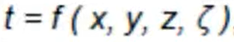 t = f ( x, y, z, ζ )